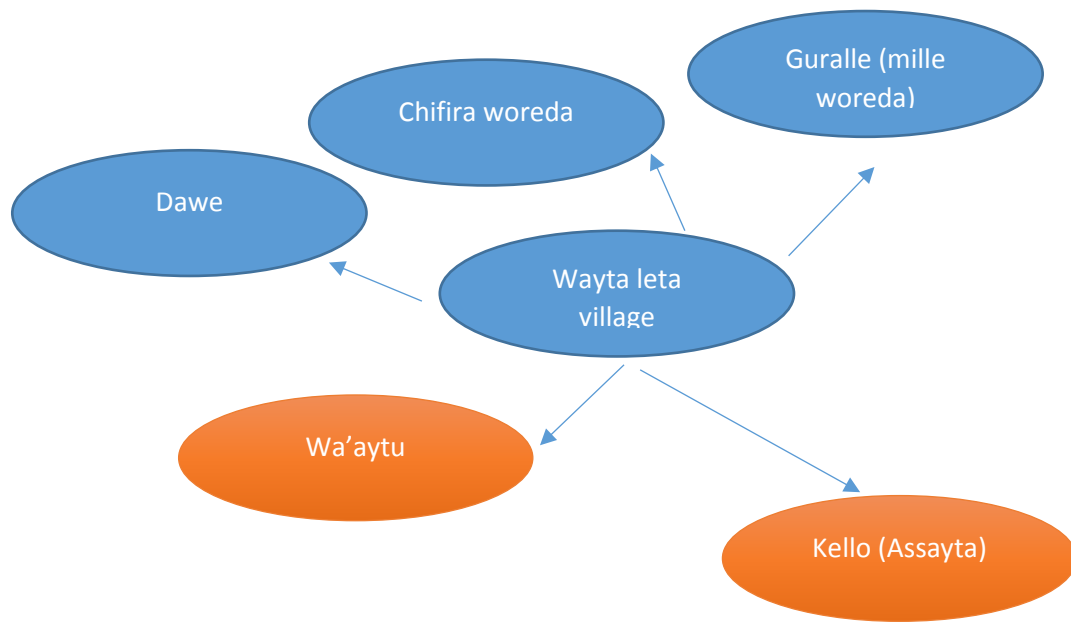 Guralle (mille
woreda)
Chifira woreda
Dawe
Wayta leta
village
Wa’aytu
Kello (Assayta)